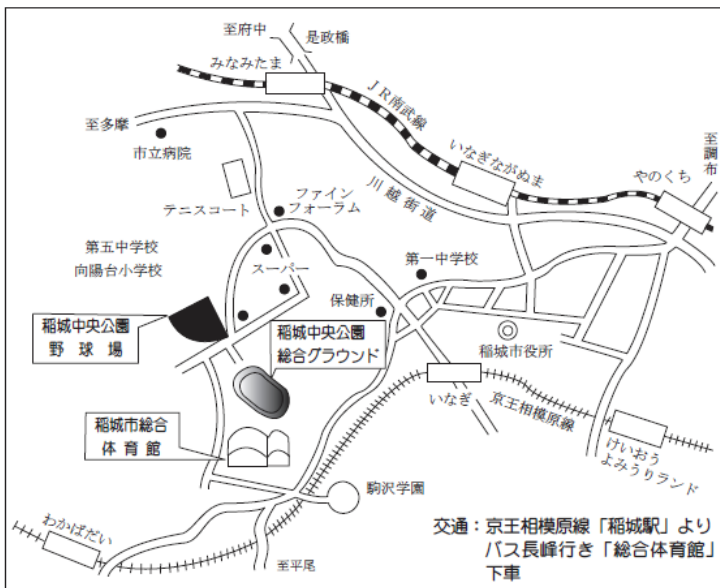 至府中
是政橋
みなみたま
JR南武線
至多摩
市立病院
いなぎながぬま
至調布
やのくち
川越街道
テニスコート
ファイン
フォーラム
第五中学校
向陽台小学校
スーパー
第一中学校
保健所
稲城中央公園
野球場
稲城中央公園
総合グラウンド
稲城市役所
いなぎ
京王相模原線
けいおう
よみうりランド
稲城市総合
体育館
駒沢学園
わかばだい
至平尾
交通：京王相模原線「稲城駅」より
バス長峰行き「総合体育館」
下車